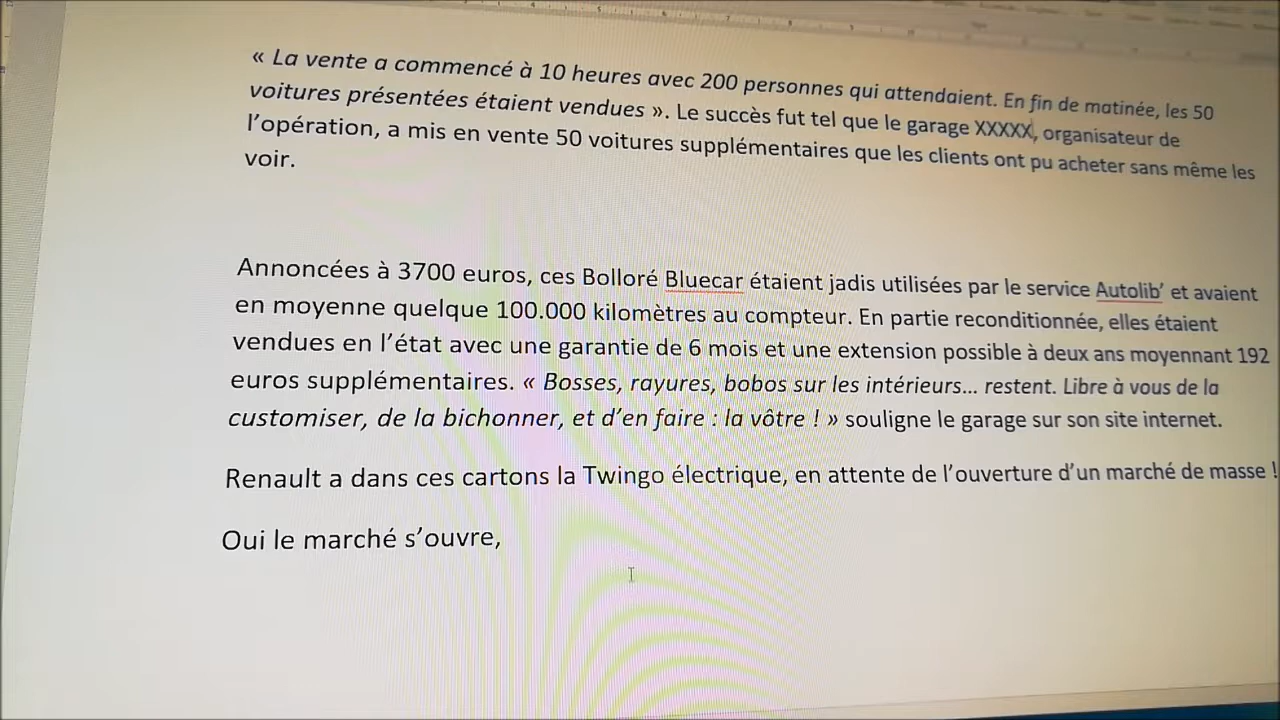 « La vente a commencé à 10 heures avec 200 personnes qui attendaient. En fin de matinée, les 50
voitures présentées étaient vendues ». Le succès fut tel que le garage XXXXX, organisateur de
l’opération, a mis en vente 50 voitures supplémentaires que les clients ont pu acheter sans même les
voir.
Annoncées à 3700 euros, ces Bolloré Bluecar étaient jadis utilisées par le service Autolib’ et avaient
en moyenne quelque 100.000 kilomètres au compteur. En partie reconditionnée, elles étaient
vendues en l’état avec une garantie de 6 mois et une extension possible à deux ans moyennant 192
euros supplémentaires. « Bosses, rayures, bobos sur les intérieurs... restent. Libre à vous de la
customiser, de la bichonner, et d’en faire : la vôtre ! » souligne le garage sur son site internet.
Renault a dans ces cartons la Twingo électrique, en attente de l’ouverture d’un marché de masse !
Oui le marché s’ouvre,